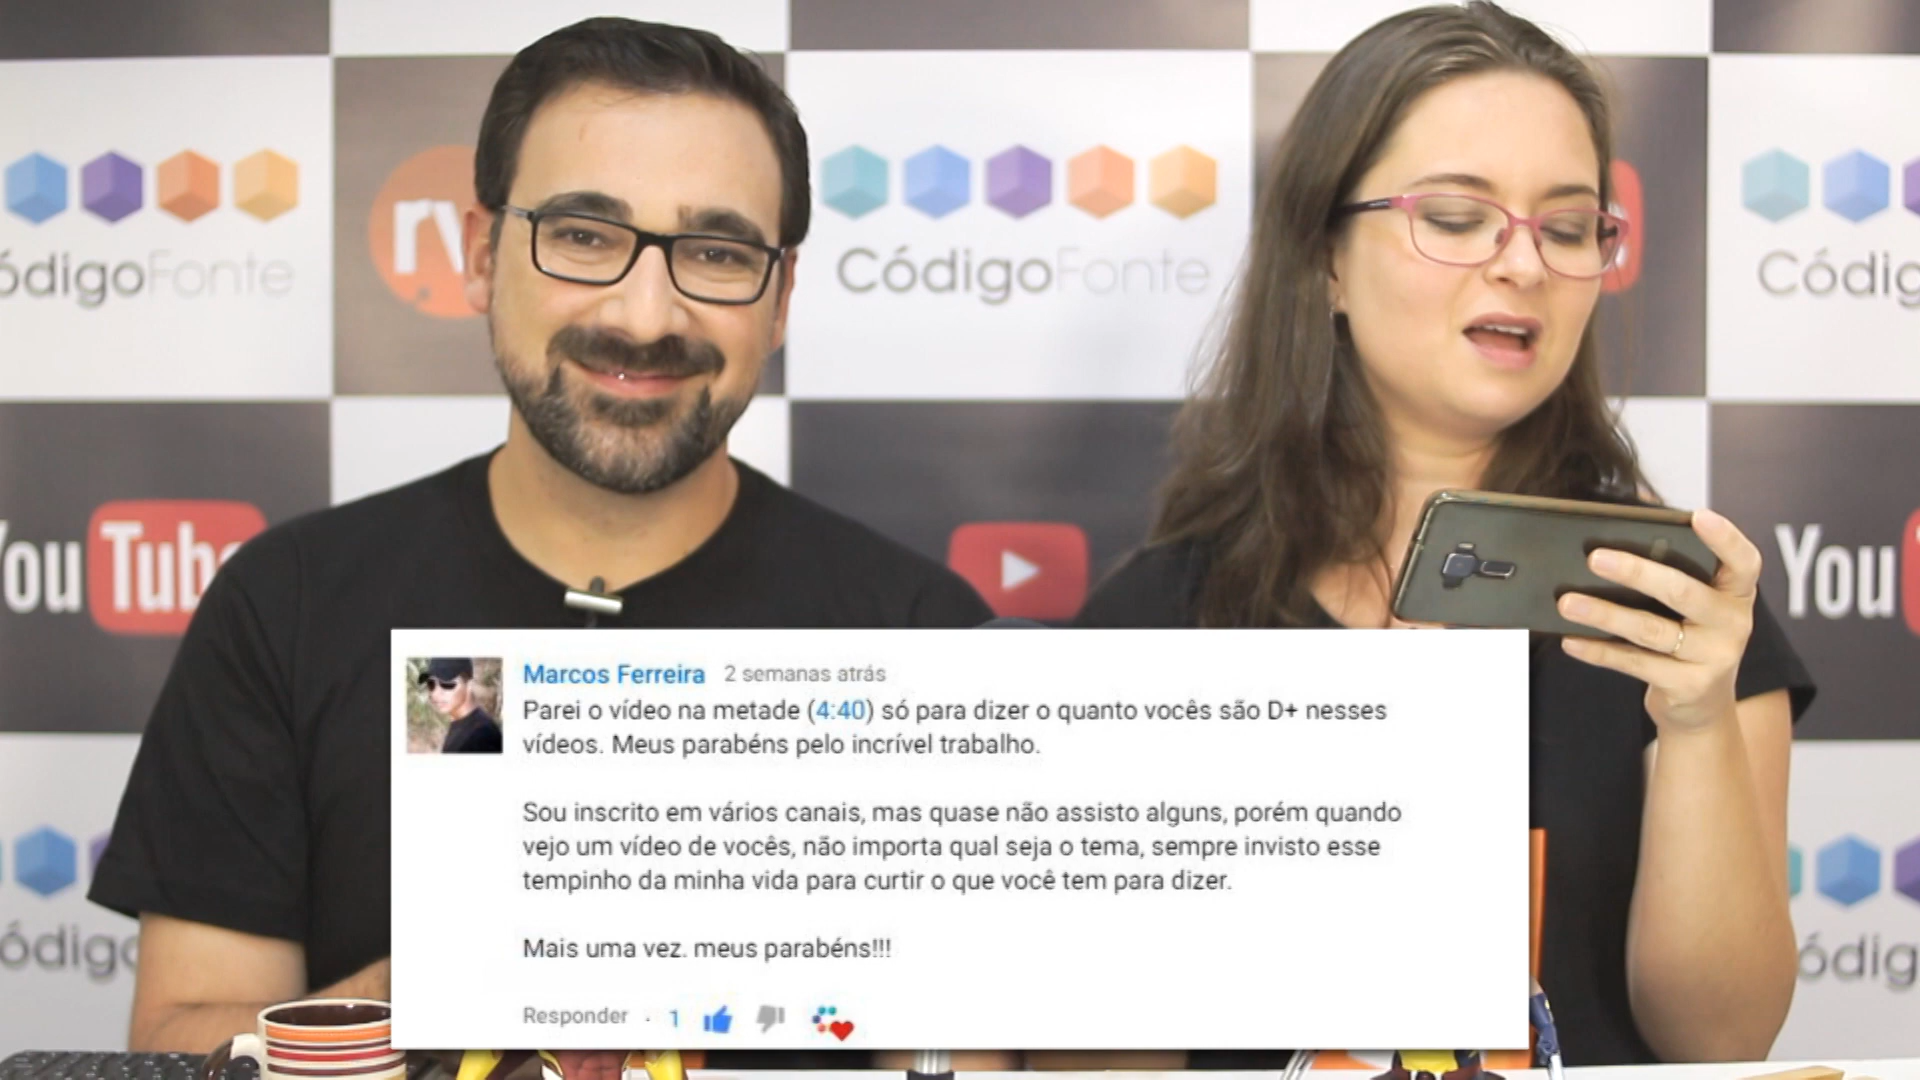 CódigoFonte
CódigoFonte
Códig
rv
You Tube
You
Marcos Ferreira 2 semanas atrás
Parei o vídeo na metade (4:40) só para dizer o quanto vocês são D+ nesses
vídeos. Meus parabéns pelo incrível trabalho.
Sou inscrito em vários canais, mas quase não assisto alguns, porém quando
vejo um vídeo de vocês, não importa qual seja o tema, sempre invisto esse
tempinho da minha vida para curtir o que você tem para dizer.
Mais uma vez. meus parabéns!!!
Responder · 1
ódigo
ódig